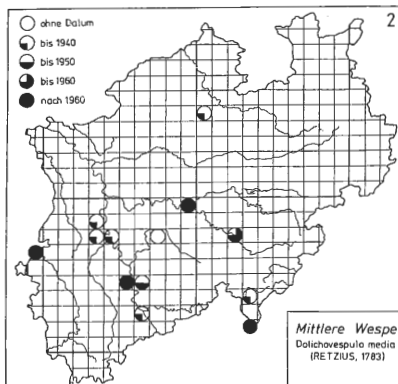 ohne Datum
bis 1940
bis 1950
bis 1960
nach 1960
2
Mittlere Wespe
Dolichovespula media
(RETZIUS, 1783)